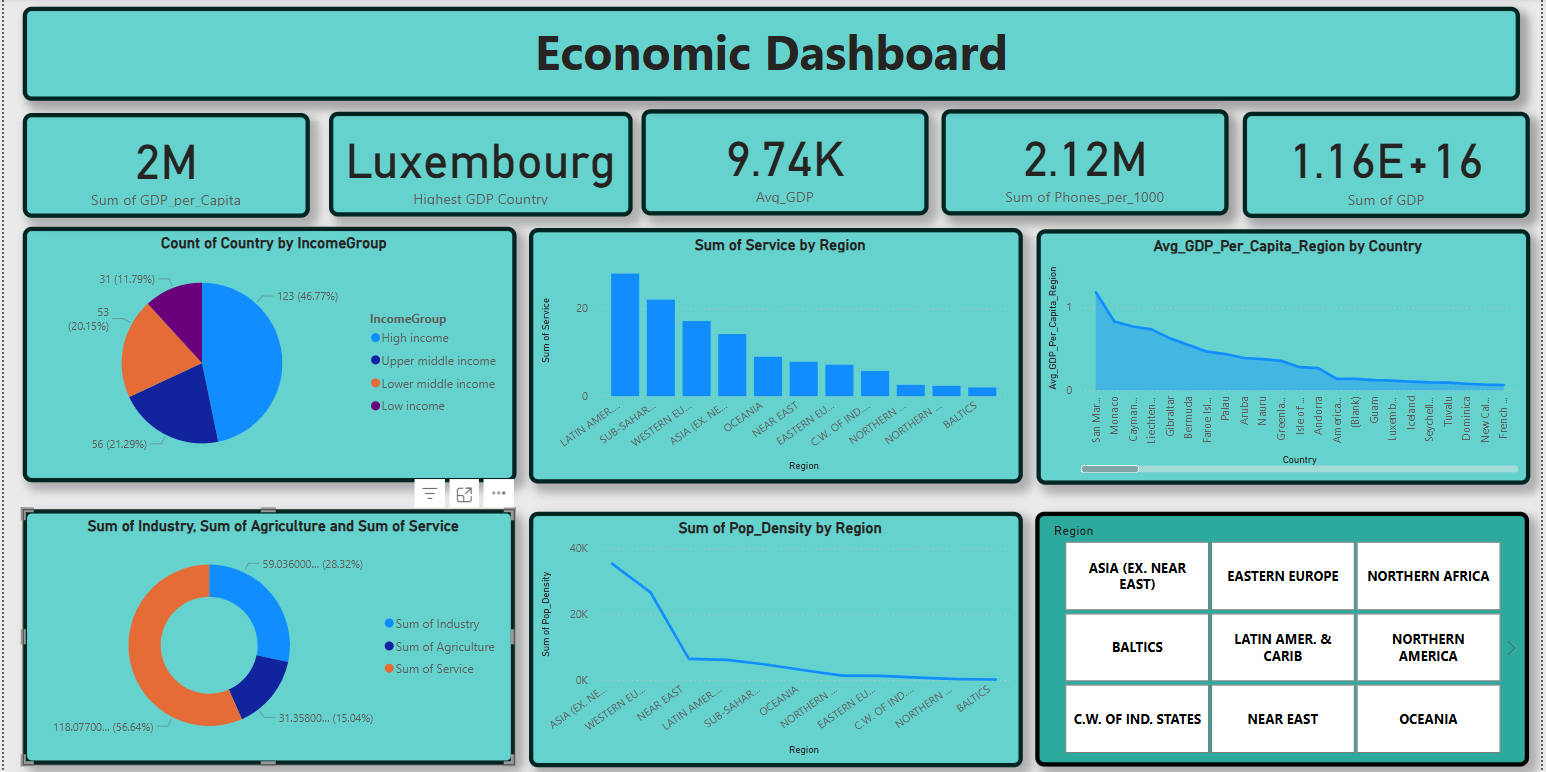 Economic Dashboard
2M
Sum of GDP_per_Capita
Luxembourg
Highest GDP Country
9.74K
Avg_GDP
2.12M
Sum of Phones_per_1000
1.16E+16
Sum of GDP
Count of Country by IncomeGroup
31 (11.79%)
123 (46.77%)
53
(20.15%)
56 (21.29%)
IncomeGroup
High income
Upper middle income
Lower middle income
Low income
Sum of Service by Region
Sum of Service
20
0
LATIN AMER...
SUB-SAHAR...
WESTERN EU...
ASIA (EX. NE...
OCEANIA
NEAR EAST
EASTERN EU...
C.W. OF IND...
NORTHERN ...
NORTHERN ...
BALTICS
Region
Avg_GDP_Per_Capita_Region by Country
Avg_GDP_Per_Capita_Region
1
0
San Mar...
Monaco
Cayman...
Liechten...
Gibraltar
Bermuda
Faroe Isl...
Palau
Aruba
Nauru
Greenla...
Isle of ...
Andorra
America...
(Blank)
Guam
Luxemb...
Iceland
Seychell...
Tuvalu
Dominica
New Cal...
French ...
Country
Sum of Industry, Sum of Agriculture and Sum of Service
59.036000... (28.32%)
31.35800... (15.04%)
118.07700... (56.64%)
Sum of Industry
Sum of Agriculture
Sum of Service
Sum of Pop_Density by Region
Sum of Pop_Density
40K
20K
0K
ASIA (EX. NE...
WESTERN EU...
NEAR EAST
LATIN AMER...
SUB-SAHAR...
OCEANIA
NORTHERN ...
EASTERN EU...
C.W. OF IND...
NORTHERN ...
BALTICS
Region
Region
ASIA (EX. NEAR
EAST)
EASTERN EUROPE
NORTHERN AFRICA
BALTICS
LATIN AMER. &
CARIB
NORTHERN
AMERICA
C.W. OF IND. STATES
NEAR EAST
OCEANIA